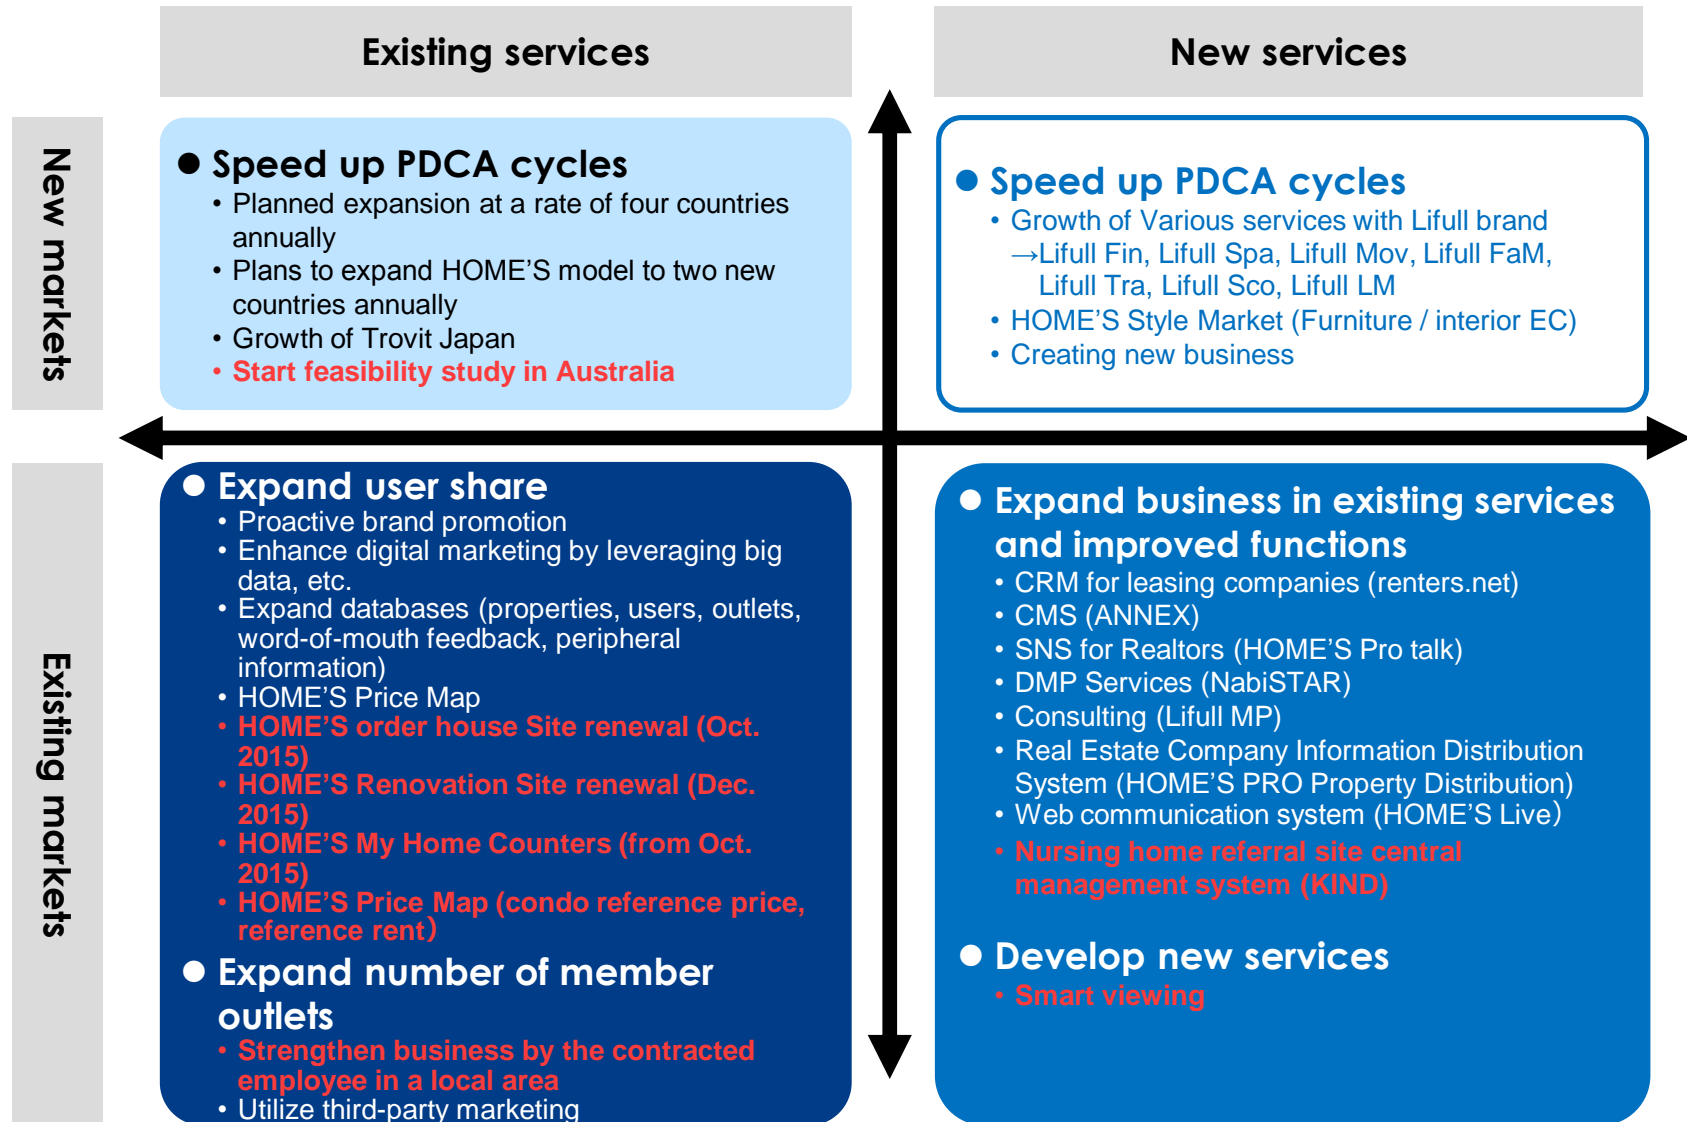 Existing services
New services
New markets
● Speed up PDCA cycles
• Planned expansion at a rate of four countries
annually
• Plans to expand HOME’S model to two new
countries annually
• Growth of Trovit Japan
• Start feasibility study in Australia
● Speed up PDCA cycles
• Growth of Various services with Lifull brand
→Lifull Fin, Lifull Spa, Lifull Mov, Lifull FaM,
Lifull Tra, Lifull Sco, Lifull LM
• HOME’S Style Market (Furniture / interior EC)
• Creating new business
Existing markets
● Expand user share
• Proactive brand promotion
• Enhance digital marketing by leveraging big
data, etc.
• Expand databases (properties, users, outlets,
word-of-mouth feedback, peripheral
information)
• HOME’S Price Map
• HOME’S order house Site renewal (Oct.
2015)
• HOME’S Renovation Site renewal (Dec.
2015)
• HOME’S My Home Counters (from Oct.
2015)
• HOME’S Price Map (condo reference price,
reference rent）
● Expand number of member
outlets
• Strengthen business by the contracted
employee in a local area
• Utilize third-party marketing
● Expand business in existing services
and improved functions
• CRM for leasing companies (renters.net)
• CMS (ANNEX)
• SNS for Realtors (HOME’S Pro talk)
• DMP Services (NabiSTAR)
• Consulting (Lifull MP)
• Real Estate Company Information Distribution
System (HOME’S PRO Property Distribution)
• Web communication system (HOME’S Live）
• Nursing home referral site central
management system (KIND)
● Develop new services
• Smart viewing